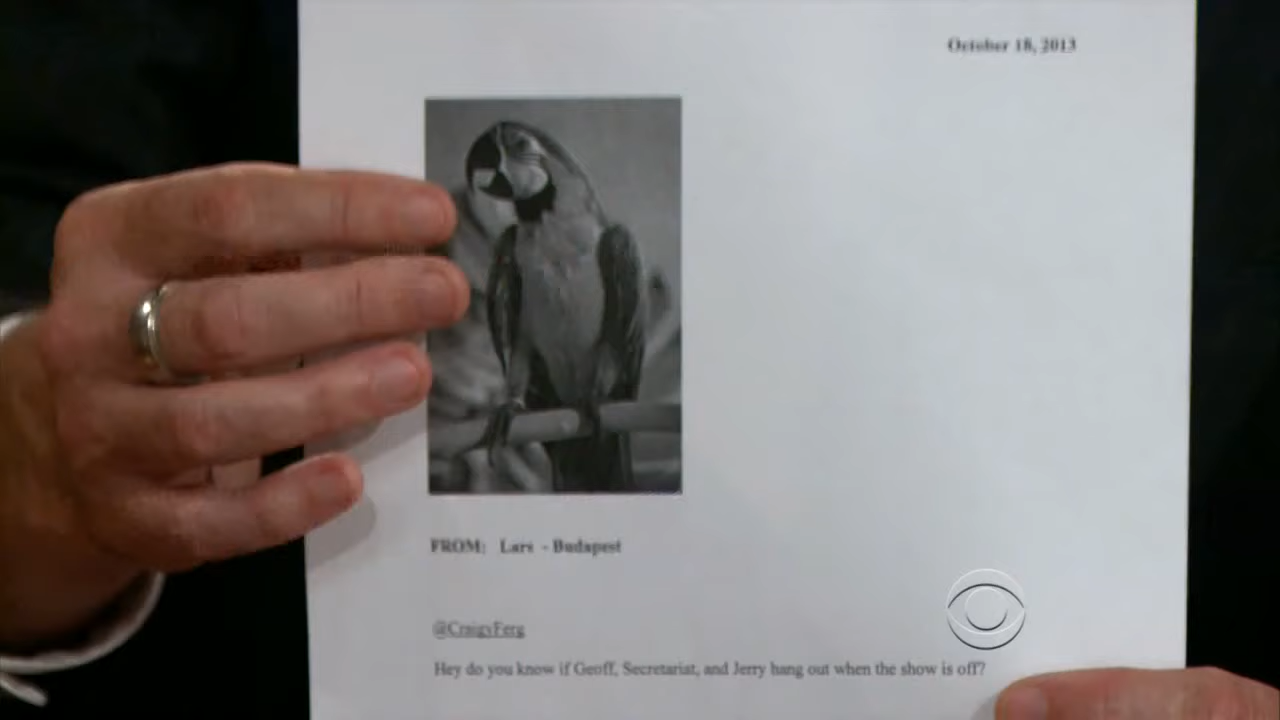 October 18, 2013
FROM: Lars - Budapest
@CraigyFerg
Hey do you know if Geoff, Secretariat, and Jerry hang out when the show is off?